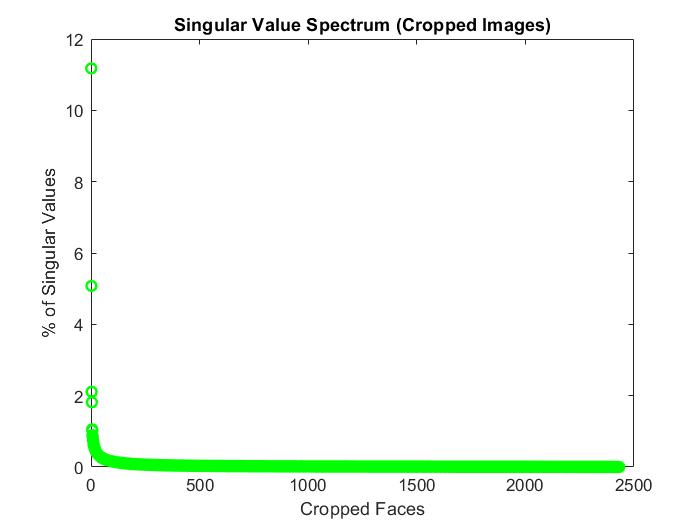 Singular Value Spectrum (Cropped Images)
12
10
8
6
4
2
0
% of Singular Values
0 500 1000 1500 2000 2500
Cropped Faces